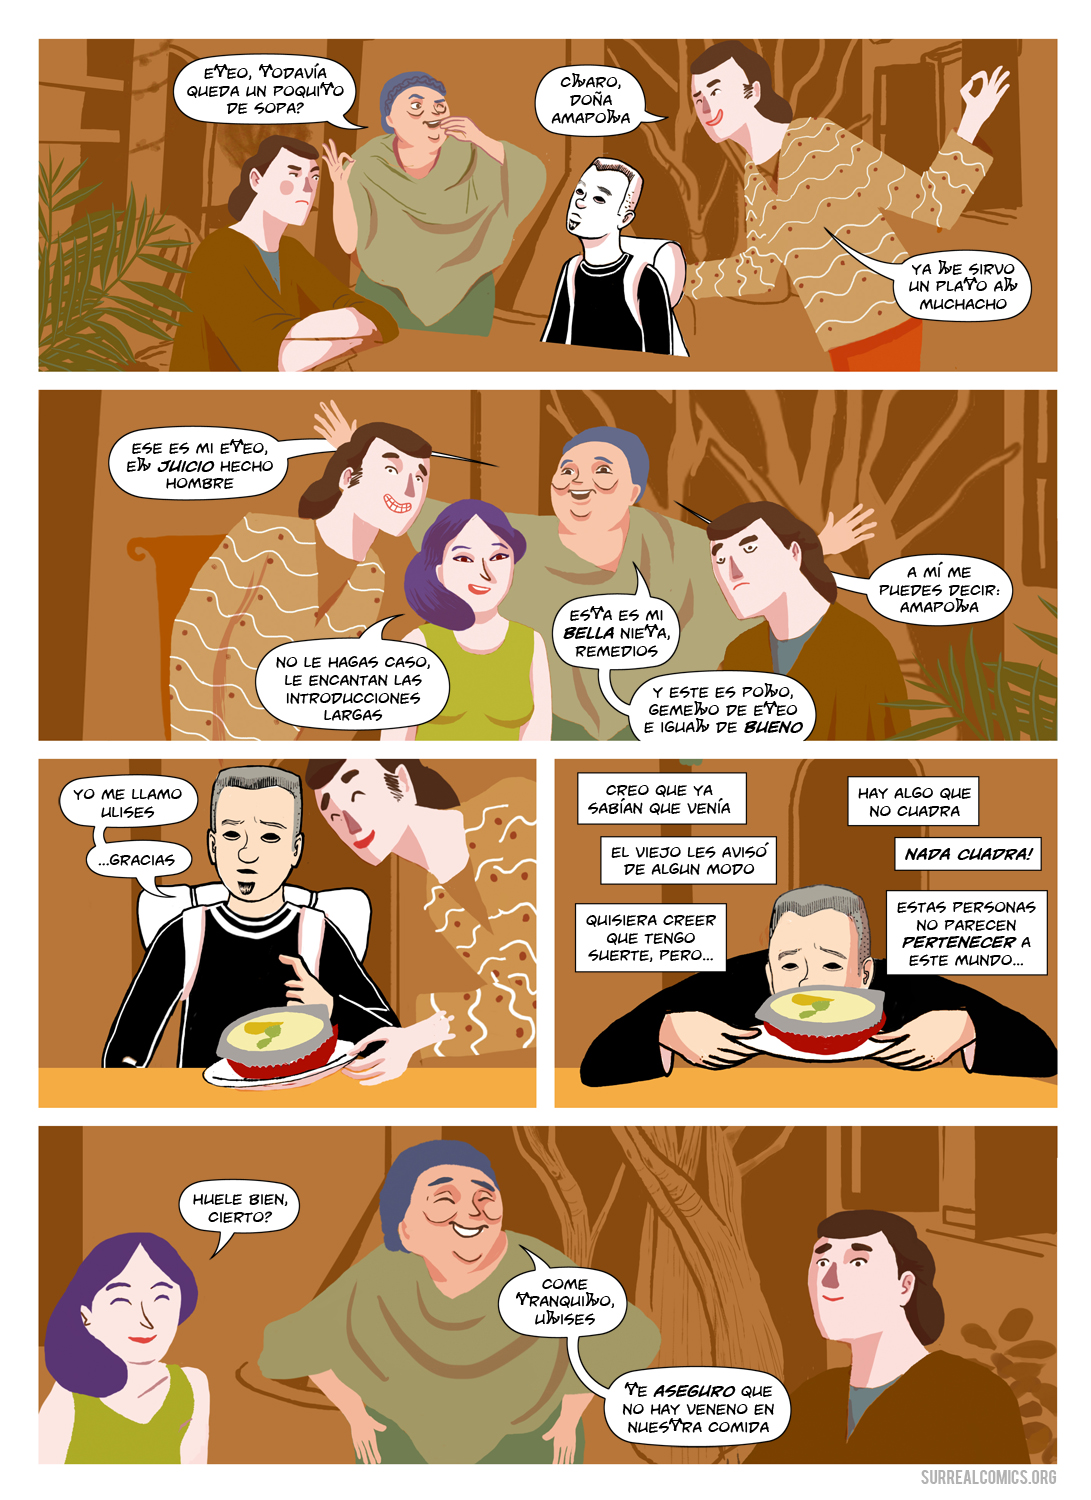 ETEO, TODAVÍA
QUEDA UN POQUITO
DE SOPA?
CLARO,
DOÑA
AMAPOLA
YA LE SIRVO
UN PLATO AL
MUCHACHO
ESE ES MI ETEO,
EL JUICIO HECHO
HOMBRE
A MÍ ME
PUEDES DECIR:
AMAPOLA
ESTA ES MI
BELLA NIETA,
REMEDIOS
NO LE HAGAS CASO,
LE ENCANTAN LAS
INTRODUCCIONES
LARGAS
Y ESTE ES POLO,
GEMELO DE ETEO
E IGUAL DE BUENO
YO ME LLAMO
ULISES
...GRACIAS
CREO QUE YA
SABÍAN QUE VENÍA
EL VIEJO LES AVISÓ
DE ALGUN MODO
QUISIERA CREER
QUE TENGO
SUERTE, PERO...
HAY ALGO QUE
NO CUADRA
NADA CUADRA!
ESTAS PERSONAS
NO PARECEN
PERTENECER A
ESTE MUNDO...
HUELE BIEN,
CIERTO?
COME
TRANQUILO,
ULISES
TE ASEGURO QUE
NO HAY VENENO EN
NUESTRA COMIDA
SURREALCOMICS.ORG